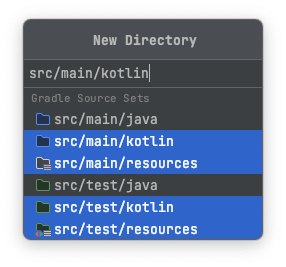 New Directory
src/main/kotlin
Gradle Source Sets
src/main/java
src/main/kotlin
src/main/resources
src/test/java
src/test/kotlin
src/test/resources